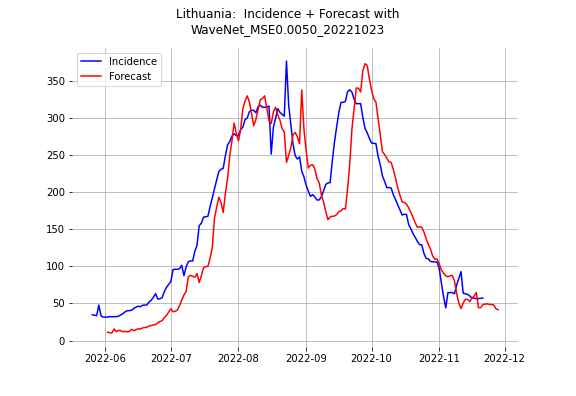 Lithuania:  Incidence + Forecast with
WaveNet_MSE0.0050_20221023
Incidence
Forecast
350
300
250
200
150
100
50
0
2022-06 2022-07 2022-08 2022-09 2022-10 2022-11 2022-12